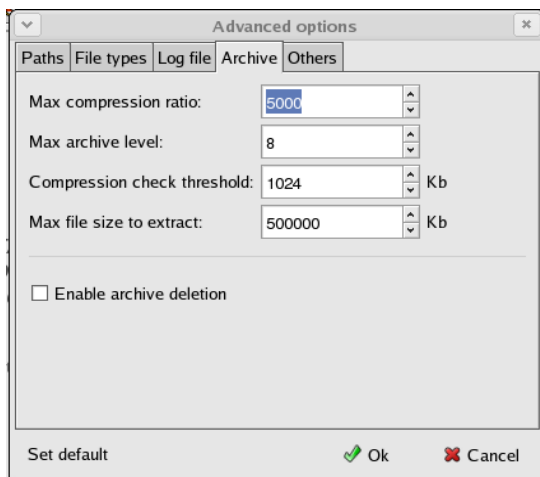 Advanced options
Paths File types Log file Archive Others
Max compression ratio: 5000
Max archive level: 8
Compression check threshold: 1024 Kb
Max file size to extract: 500000 Kb
Enable archive deletion
Set default Ok Cancel